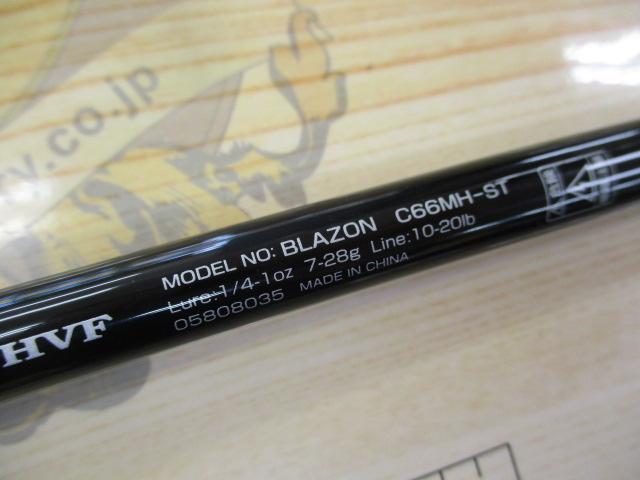 MODEL NO: BLAZON C66MH-ST
Lure:1/4-1oz 7-28g Line:10-20lb
05808035 MADE IN CHINA
HVF
y.co.jp